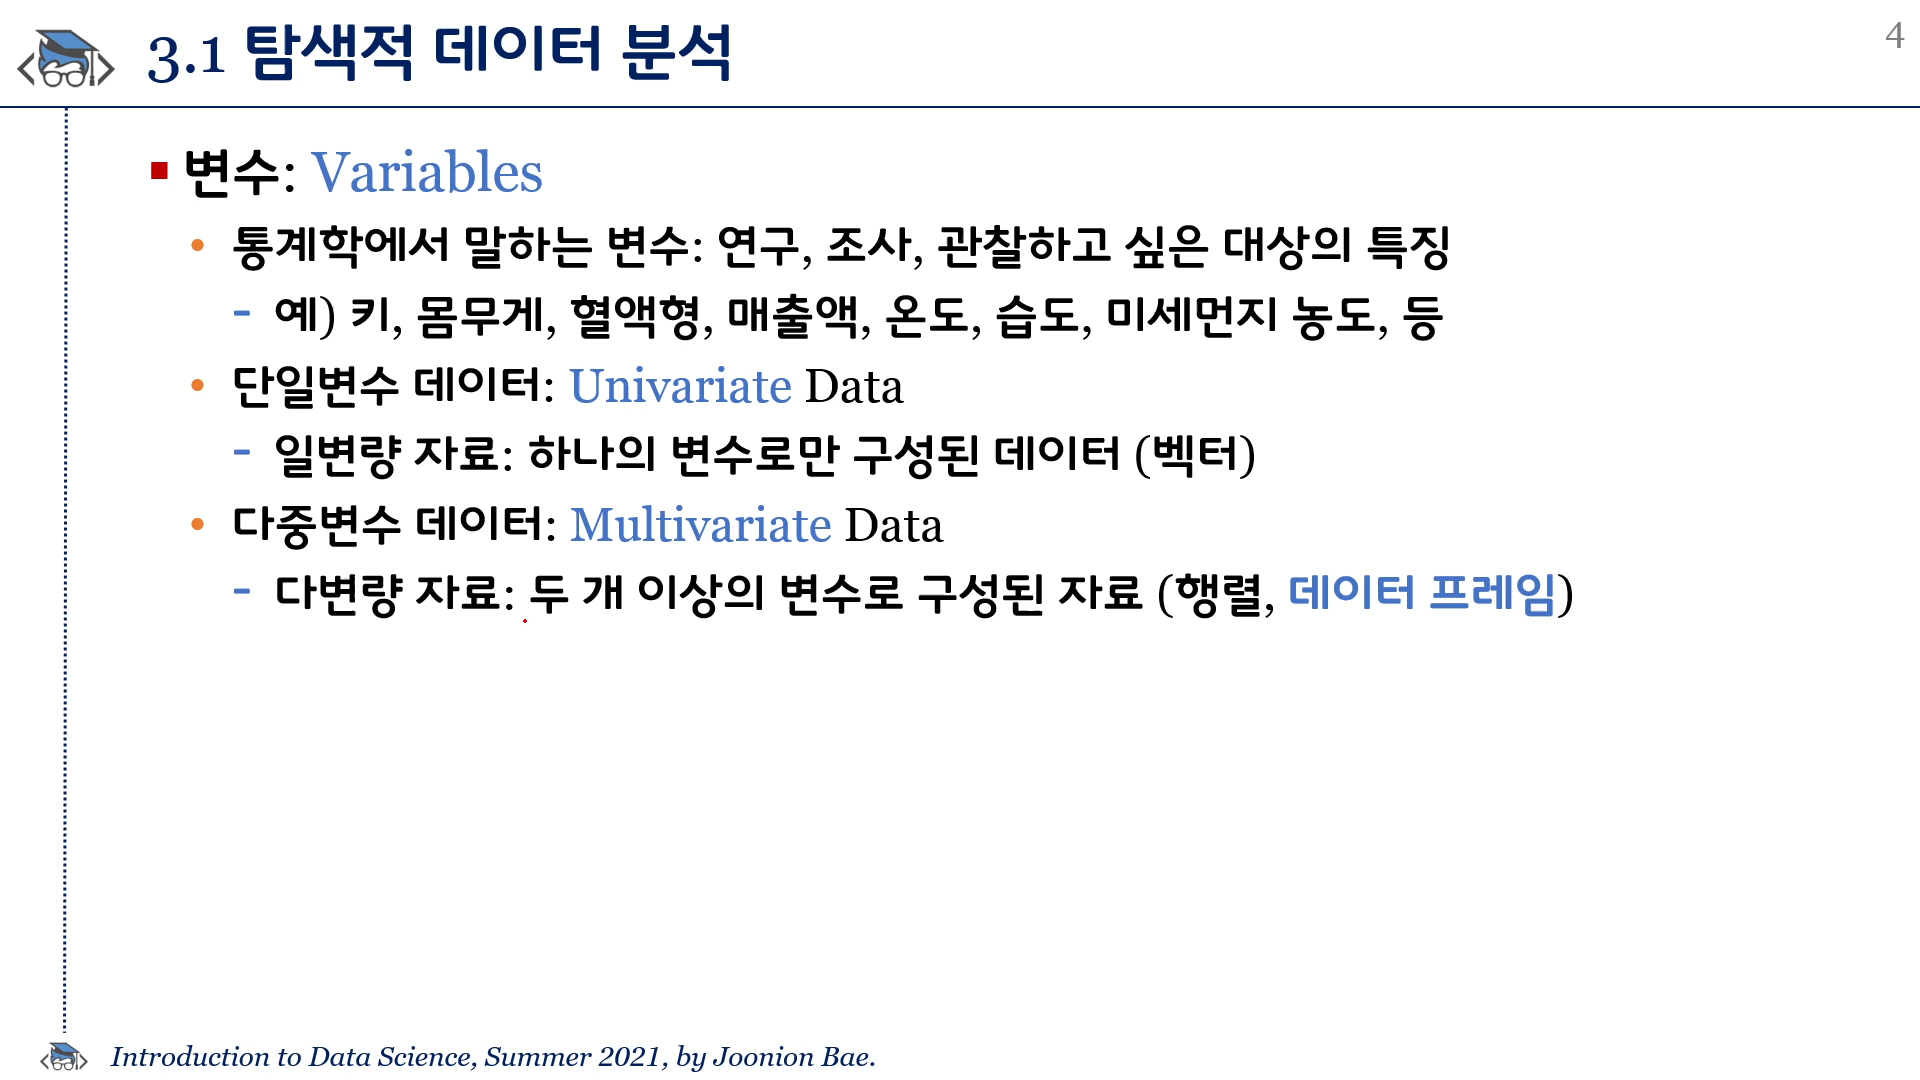 3.1 탐색적 데이터 분석
4
변수: Variables
통계학에서 말하는 변수: 연구, 조사, 관찰하고 싶은 대상의 특징
- 예) 키, 몸무게, 혈액형, 매출액, 온도, 습도, 미세먼지 농도, 등
단일변수 데이터: Univariate Data
- 일변량 자료: 하나의 변수로만 구성된 데이터 (벡터)
다중변수 데이터: Multivariate Data
- 다변량 자료: 두 개 이상의 변수로 구성된 자료 (행렬, 데이터 프레임)
Introduction to Data Science, Summer 2021, by Joonion Bae.